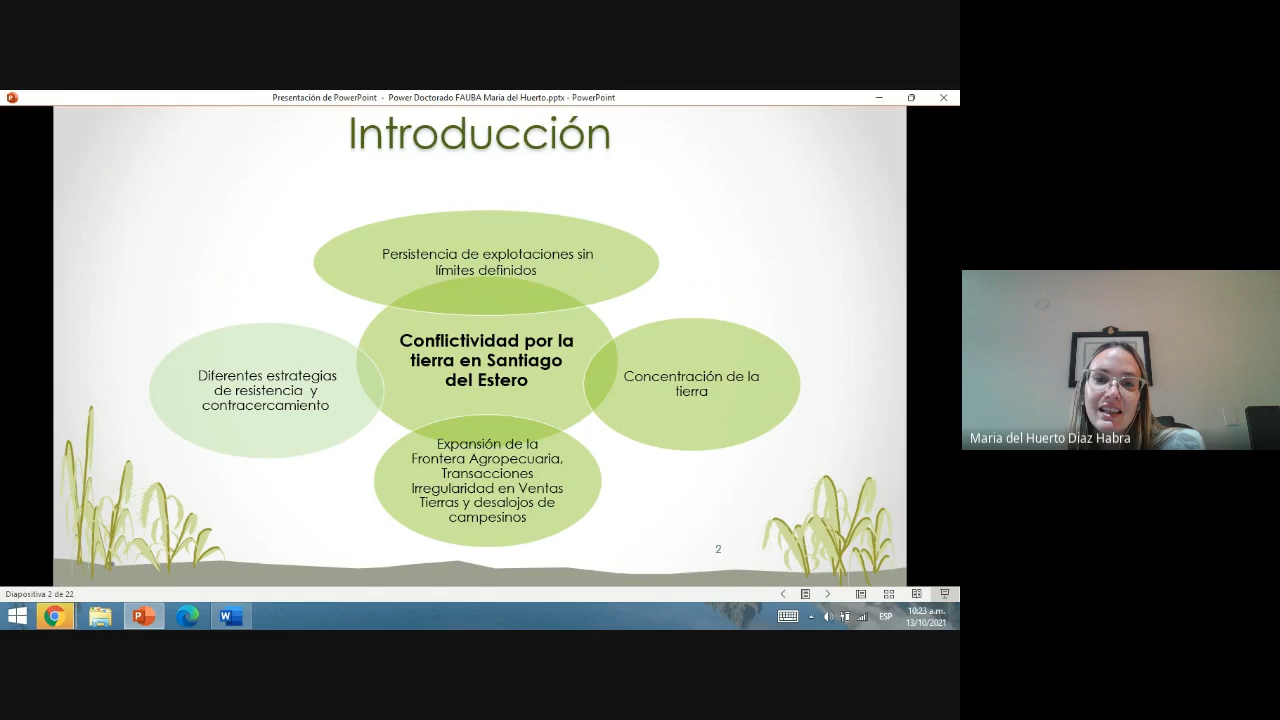 Presentación de PowerPoint - Power Doctorado FAUBA Maria del Huerto.pptx - PowerPoint
Introducción
Persistencia de explotaciones sin
límites definidos
Conflictividad por la
tierra en Santiago
del Estero
Diferentes estrategias
de resistencia y
contracercamiento
Concentración de la
tierra
Expansión de la
Frontera Agropecuaria,
Transacciones
Irregularidad en Ventas
Tierras y desalojos de
campesinos
2
Maria del Huerto Diaz Habra
Diapositiva 2 de 22
ESP
10:23 a.m.
13/10/2021